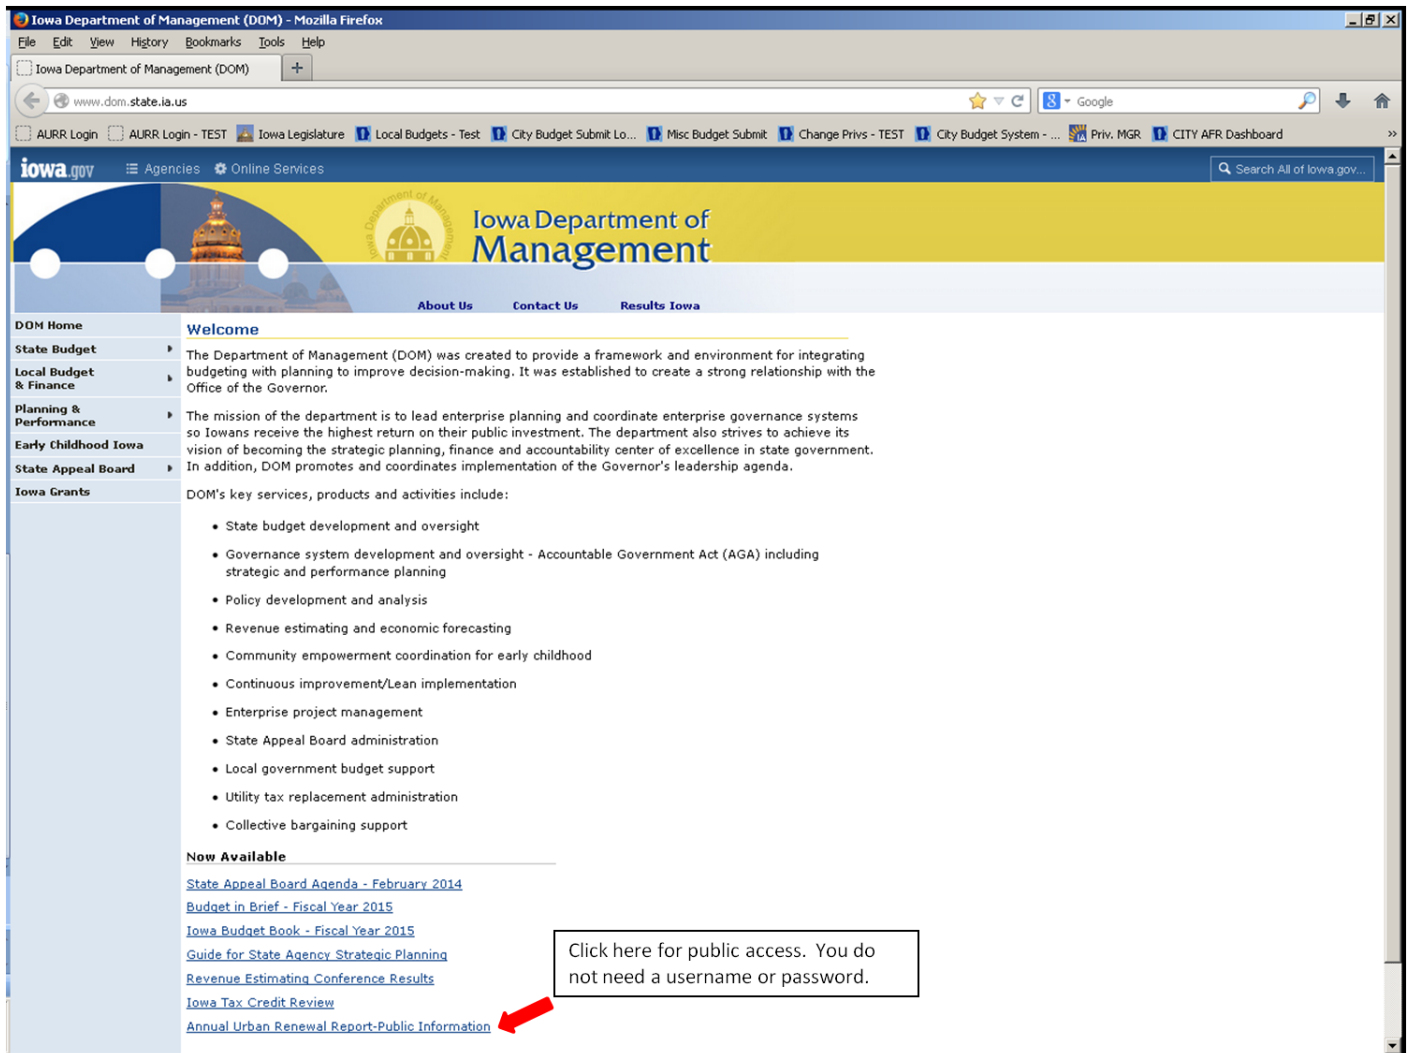 Iowa Department of Management (DOM) - Mozilla Firefox
File Edit View History Bookmarks Tools Help
Iowa Department of Management (DOM)
www.dom.state.ia.us
Google
AURR Login AURR Login - TEST Iowa Legislature Local Budgets - Test City Budget Submit Lo... Misc Budget Submit Change Privs - TEST City Budget System - ... Priv. MGR CITY AFR Dashboard »
iowa.gov Agencies Online Services Search All of Iowa.gov...
Iowa Department of Management
Iowa Department of
Management
About Us Contact Us Results Iowa
DOM Home
State Budget
Local Budget
& Finance
Planning &
Performance
Early Childhood Iowa
State Appeal Board
Iowa Grants
Welcome
The Department of Management (DOM) was created to provide a framework and environment for integrating
budgeting with planning to improve decision-making. It was established to create a strong relationship with the
Office of the Governor.
The mission of the department is to lead enterprise planning and coordinate enterprise governance systems
so Iowans receive the highest return on their public investment. The department also strives to achieve its
vision of becoming the strategic planning, finance and accountability center of excellence in state government.
In addition, DOM promotes and coordinates implementation of the Governor's leadership agenda.
DOM's key services, products and activities include:
• State budget development and oversight
• Governance system development and oversight - Accountable Government Act (AGA) including
strategic and performance planning
• Policy development and analysis
• Revenue estimating and economic forecasting
• Community empowerment coordination for early childhood
• Continuous improvement/Lean implementation
• Enterprise project management
• State Appeal Board administration
• Local government budget support
• Utility tax replacement administration
• Collective bargaining support
Now Available
State Appeal Board Agenda - February 2014
Budget in Brief - Fiscal Year 2015
Iowa Budget Book - Fiscal Year 2015
Guide for State Agency Strategic Planning
Revenue Estimating Conference Results
Iowa Tax Credit Review
Annual Urban Renewal Report-Public Information
Click here for public access. You do
not need a username or password.